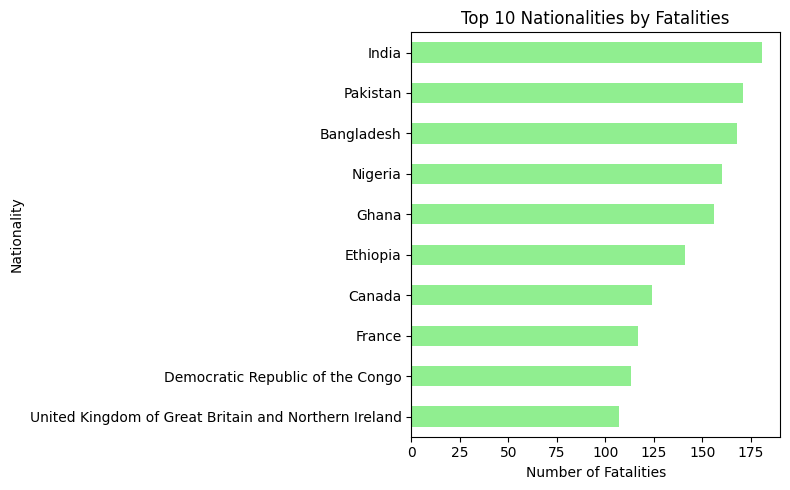 Top 10 Nationalities by Fatalities
Nationality
India
Pakistan
Bangladesh
Nigeria
Ghana
Ethiopia
Canada
France
Democratic Republic of the Congo
United Kingdom of Great Britain and Northern Ireland
0 25 50 75 100 125 150 175
Number of Fatalities